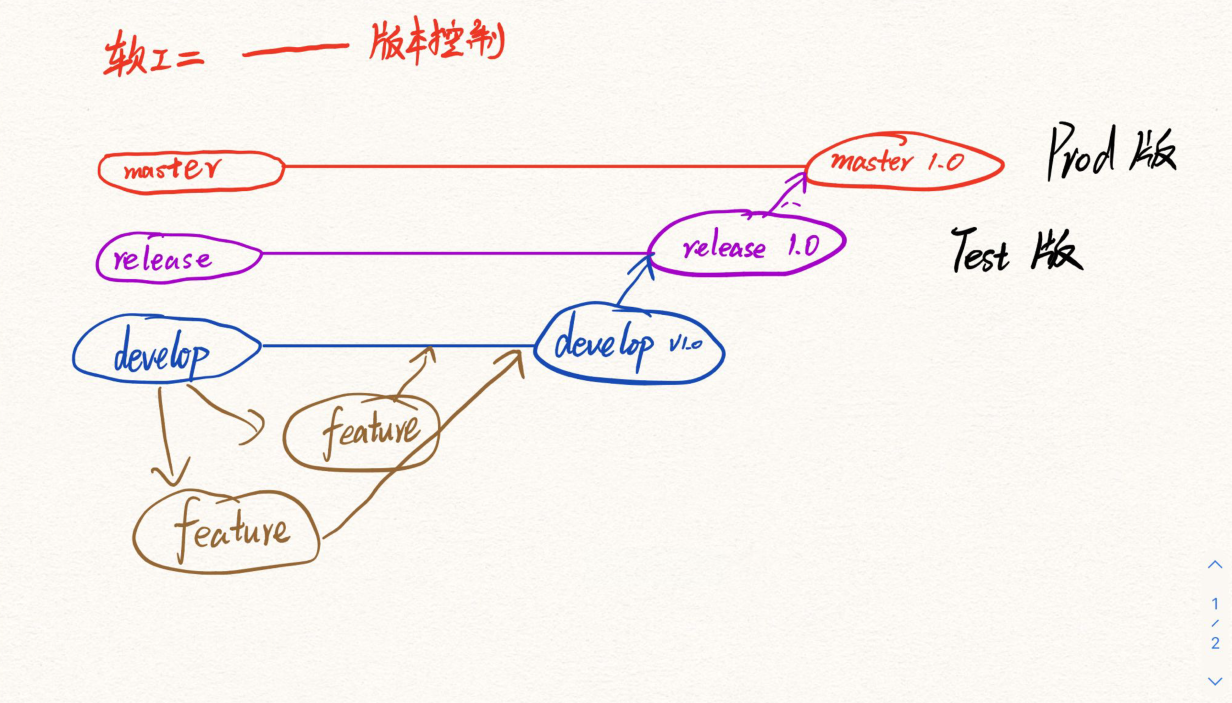 软工二 —— 版本控制
master
master 1.0
Prod 版
release
release 1.0
Test 版
develop
develop v1.0
feature
feature
1
/
2